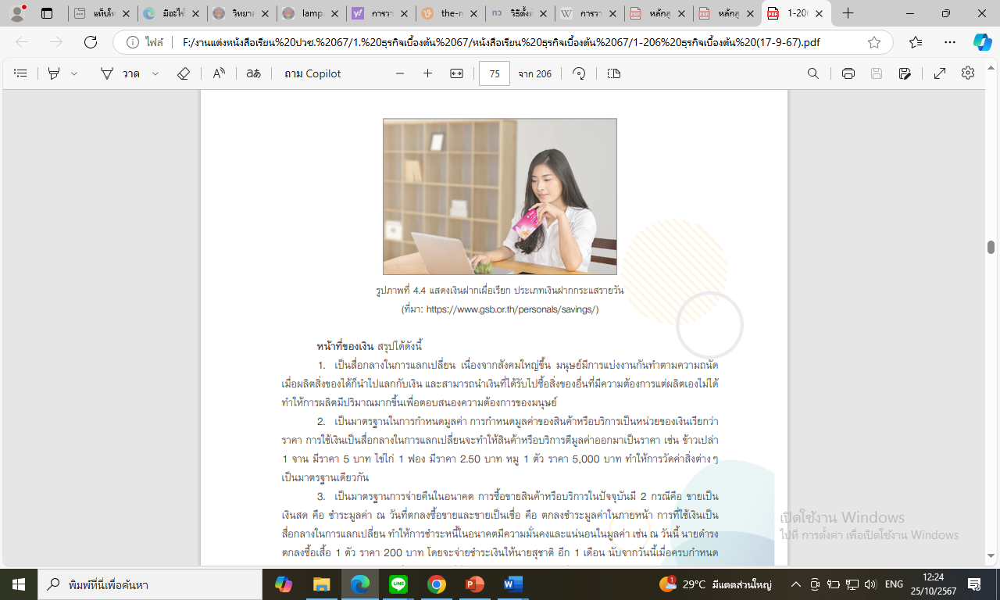 แท็บให
มีอะไร
วิทยาล
lampa
การวา
the-n
วิธีตั้งเ
การวา
หลักสู
หลักสู
1-20
ไฟล์ F:/งานแต่งหนังสือเรียน%20ปวช.%2067/1.%20ธุรกิจเบื้องต้น%2067/หนังสือเรียน%20ธุรกิจเบื้องต้น%2067/1-206%20ธุรกิจเบื้องต้น%20(17-9-67).pdf
วาด ถาม Copilot 75 จาก 206
รูปภาพที่ 4.4 แสดงเงินฝากเผื่อเรียก ประเภทเงินฝากกระแสรายวัน
(ที่มา: https://www.gsb.or.th/personals/savings/)
หน้าที่ของเงิน สรุปได้ดังนี้
1. เป็นสื่อกลางในการแลกเปลี่ยน เนื่องจากสังคมใหญ่ขึ้น มนุษย์มีการแบ่งงานกันทำตามความถนัด
เมื่อผลิตสิ่งของได้ก็นำไปแลกกับเงิน และสามารถนำเงินที่ได้รับไปซื้อสิ่งของอื่นที่มีความต้องการแต่ผลิตเองไม่ได้
ทำให้การผลิตมีปริมาณมากขึ้นเพื่อตอบสนองความต้องการของมนุษย์
2. เป็นมาตรฐานในการกำหนดมูลค่า การกำหนดมูลค่าของสินค้าหรือบริการเป็นหน่วยของเงินเรียกว่า
ราคา การใช้เงินเป็นสื่อกลางในการแลกเปลี่ยนจะทำให้สินค้าหรือบริการตีมูลค่าออกมาเป็นราคา เช่น ข้าวเปล่า
1 จาน มีราคา 5 บาท ไข่ไก่ 1 ฟอง มีราคา 2.50 บาท หมู 1 ตัว ราคา 5,000 บาท ทำให้การวัดค่าสิ่งต่าง ๆ
เป็นมาตรฐานเดียวกัน
3. เป็นมาตรฐานการจ่ายคืนในอนาคต การซื้อขายสินค้าหรือบริการในปัจจุบันมี 2 กรณีคือ ขายเป็น
เงินสด คือ ชำระมูลค่า ณ วันที่ตกลงซื้อขายและขายเป็นเชื่อ คือ ตกลงชำระมูลค่าในภายหน้า การที่ใช้เงินเป็น
สื่อกลางในการแลกเปลี่ยน ทำให้การชำระหนี้ในอนาคตมีความมั่นคงและแน่นอนในมูลค่า เช่น ณ วันนี้ นายดำรง
ตกลงซื้อเสื้อ 1 ตัว ราคา 200 บาท โดยจะจ่ายชำระเงินให้นายสุชาติ อีก 1 เดือน นับจากวันนี้เมื่อครบกำหนด
เปิดใช้งาน Windows
ไปที่ การตั้งค่า เพื่อเปิดใช้งาน Windows
พิมพ์ที่นี่เพื่อค้นหา
29°C มีแดดส่วนใหญ่
ENG
12:24
25/10/2567